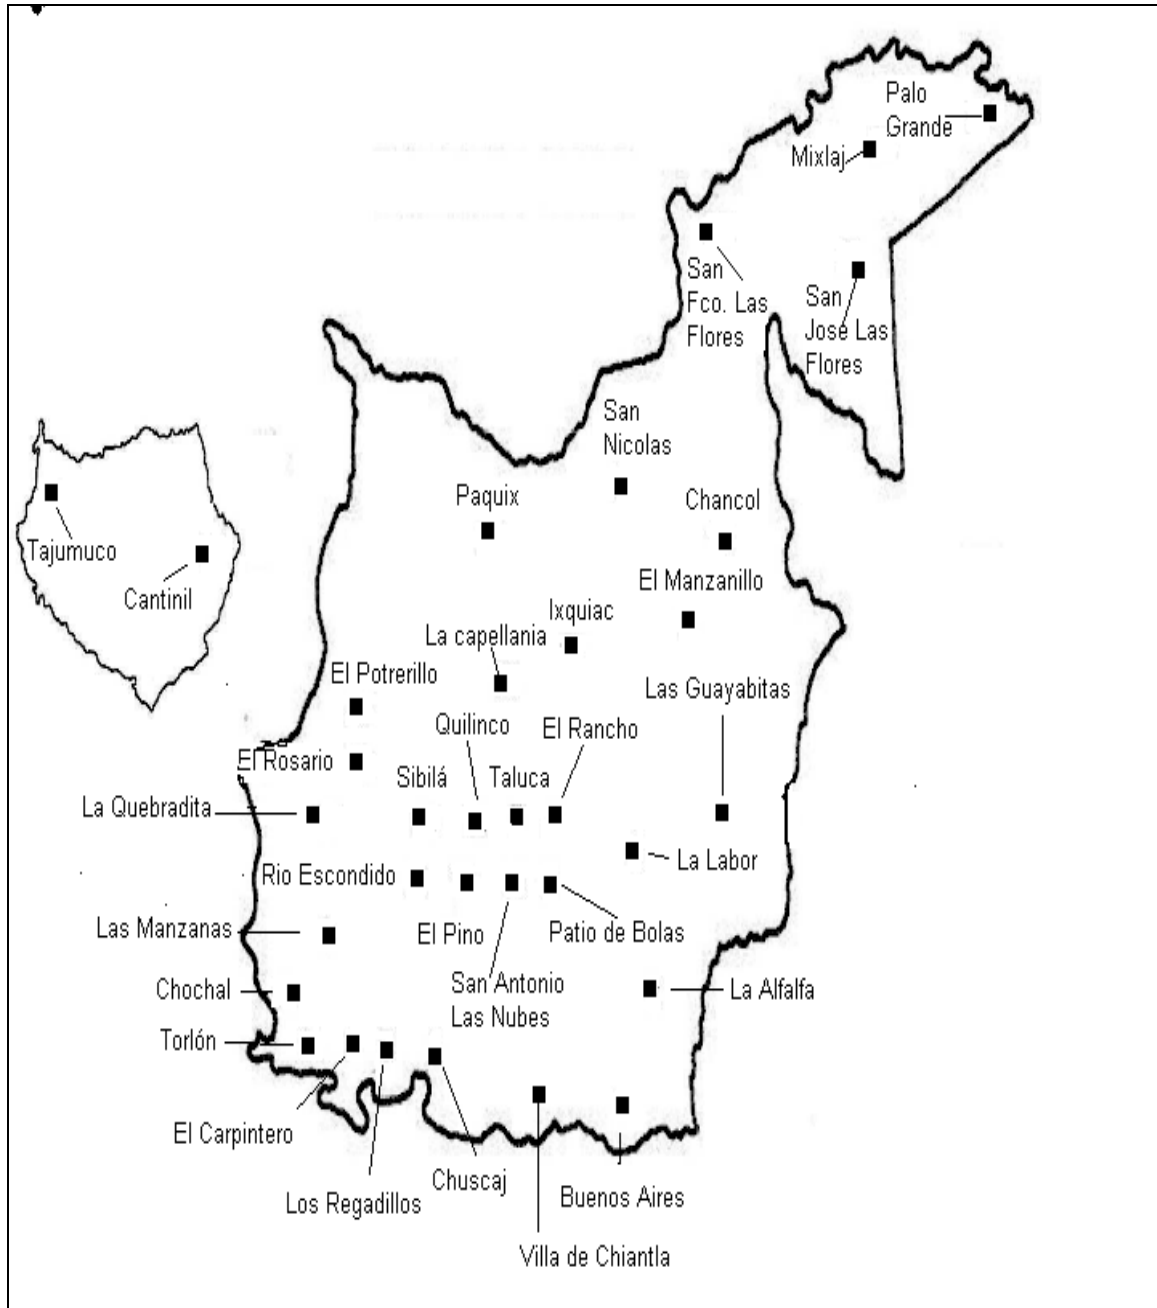 Palo
Grande
Mixlaj
San
Fco. Las
Flores
San
José Las
Flores
San
Nicolas
Paquix
Chancol
Tajumuco
Cantinil
El Manzanillo
Ixquiac
La capellania
El Potrerillo
Las Guayabitas
Quilinco
El Rancho
El Rosario
Sibilá
Taluca
La Quebradita
La Labor
Rio Escondido
Las Manzanas
El Pino
Patio de Bolas
San Antonio
Las Nubes
Chochal
La Alfalfa
Torlón
El Carpintero
Chuscaj
Los Regadillos
Buenos Aires
Villa de Chiantla